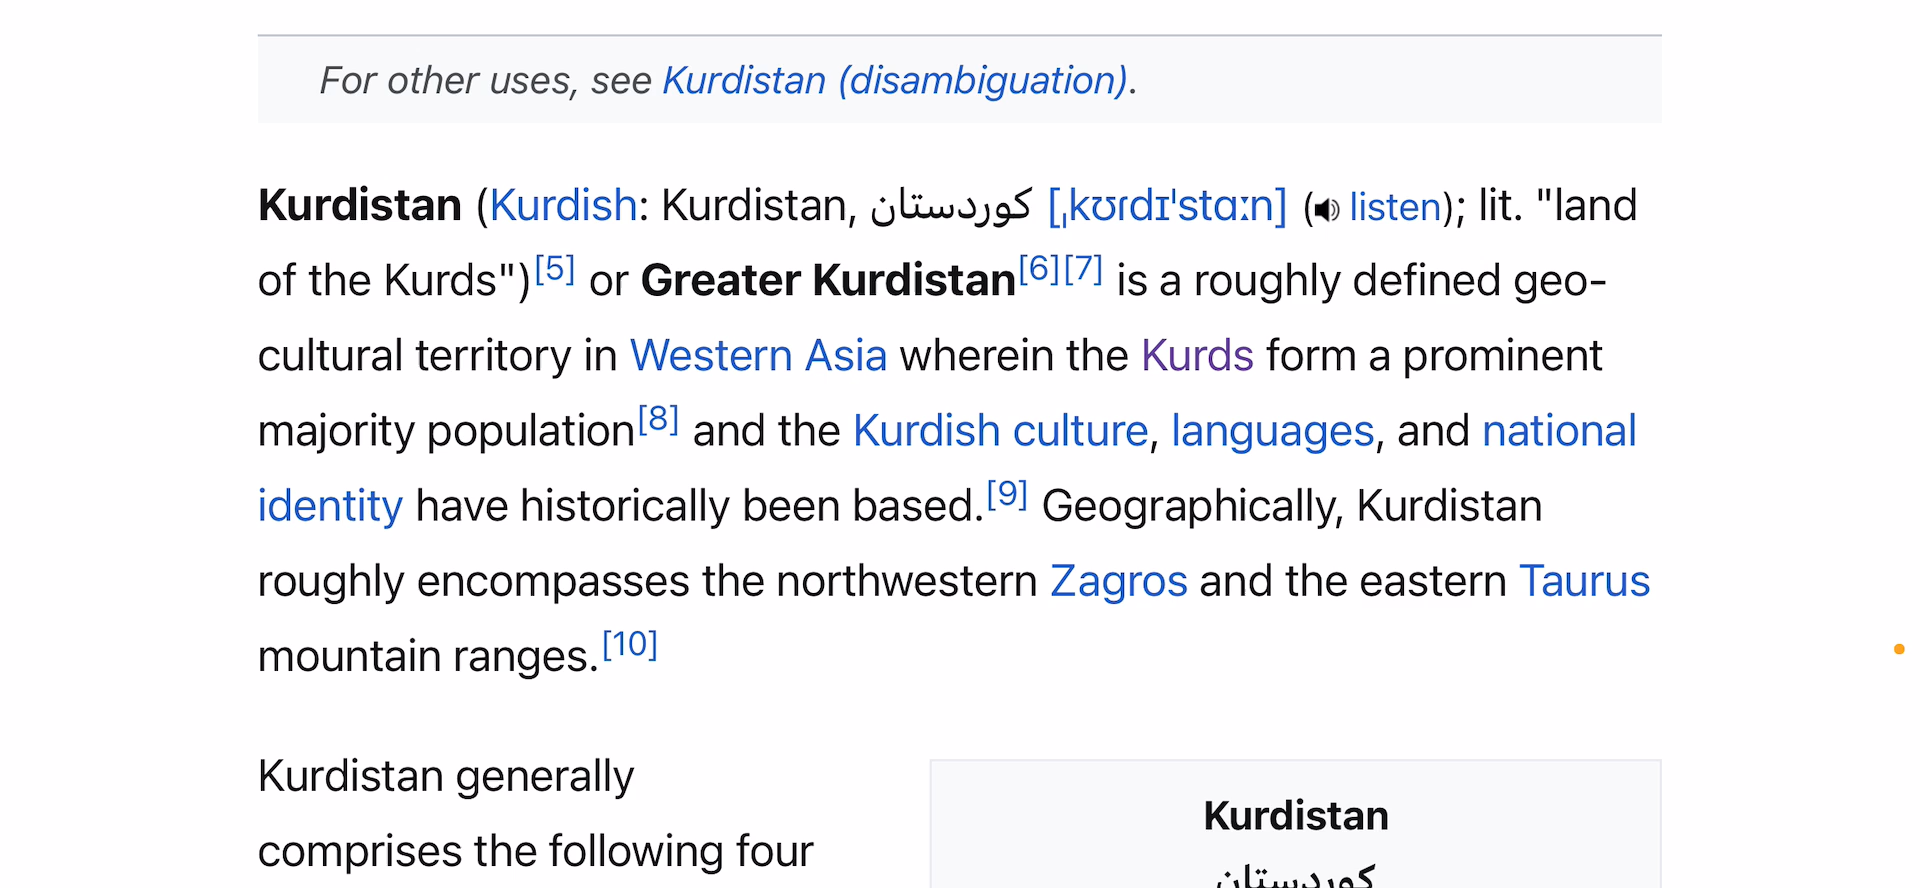 For other uses, see Kurdistan (disambiguation).
Kurdistan (Kurdish: Kurdistan, کوردستان [ˌkʊɾdɪˈstɑːn] (listen); lit. "land
of the Kurds")[5] or Greater Kurdistan[6][7] is a roughly defined geo-
cultural territory in Western Asia wherein the Kurds form a prominent
majority population[8] and the Kurdish culture, languages, and national
identity have historically been based.[9] Geographically, Kurdistan
roughly encompasses the northwestern Zagros and the eastern Taurus
mountain ranges.[10]
Kurdistan generally
comprises the following four
Kurdistan
کوردستان